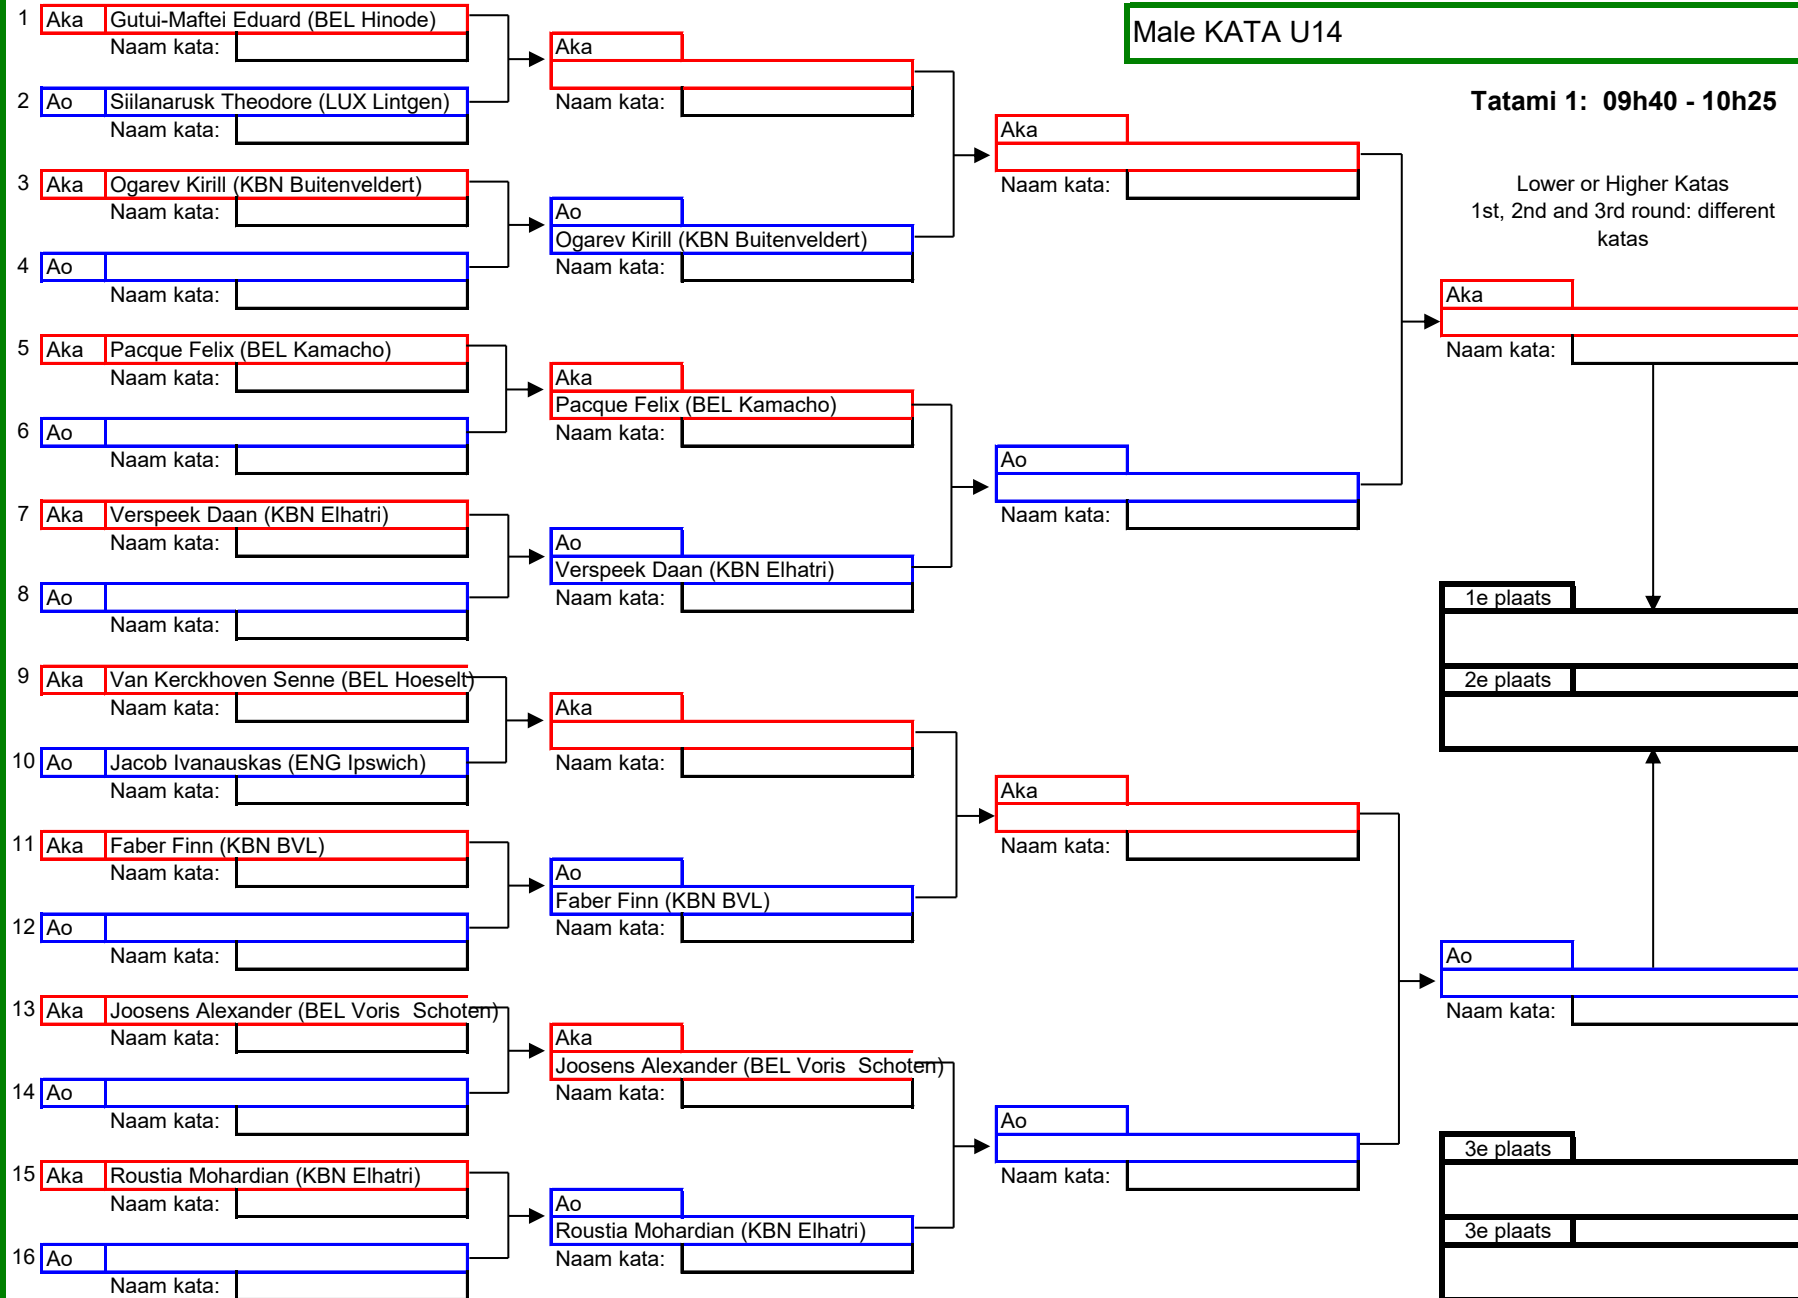 Male KATA U14
Tatami 1:  09h40 - 10h25
Lower or Higher Katas
1st, 2nd and 3rd round: different
katas
1 Aka Gutui-Maftei Eduard (BEL Hinode)
Naam kata:
2 Ao Siilanarusk Theodore (LUX Lintgen)
Naam kata:
3 Aka Ogarev Kirill (KBN Buitenveldert)
Naam kata:
4 Ao
Naam kata:
5 Aka Pacque Felix (BEL Kamacho)
Naam kata:
6 Ao
Naam kata:
7 Aka Verspeek Daan (KBN Elhatri)
Naam kata:
8 Ao
Naam kata:
9 Aka Van Kerckhoven Senne (BEL Hoeselt)
Naam kata:
10 Ao Jacob Ivanauskas (ENG Ipswich)
Naam kata:
11 Aka Faber Finn (KBN BVL)
Naam kata:
12 Ao
Naam kata:
13 Aka Joosens Alexander (BEL Voris  Schoten)
Naam kata:
14 Ao
Naam kata:
15 Aka Roustia Mohardian (KBN Elhatri)
Naam kata:
16 Ao
Naam kata:
Aka
Naam kata:
Ao
Ogarev Kirill (KBN Buitenveldert)
Naam kata:
Aka
Pacque Felix (BEL Kamacho)
Naam kata:
Ao
Verspeek Daan (KBN Elhatri)
Naam kata:
Aka
Naam kata:
Ao
Faber Finn (KBN BVL)
Naam kata:
Aka
Joosens Alexander (BEL Voris  Schoten)
Naam kata:
Ao
Roustia Mohardian (KBN Elhatri)
Naam kata:
Aka
Naam kata:
Ao
Naam kata:
Aka
Naam kata:
Ao
Naam kata:
Aka
Naam kata:
1e plaats
2e plaats
Ao
Naam kata:
3e plaats
3e plaats